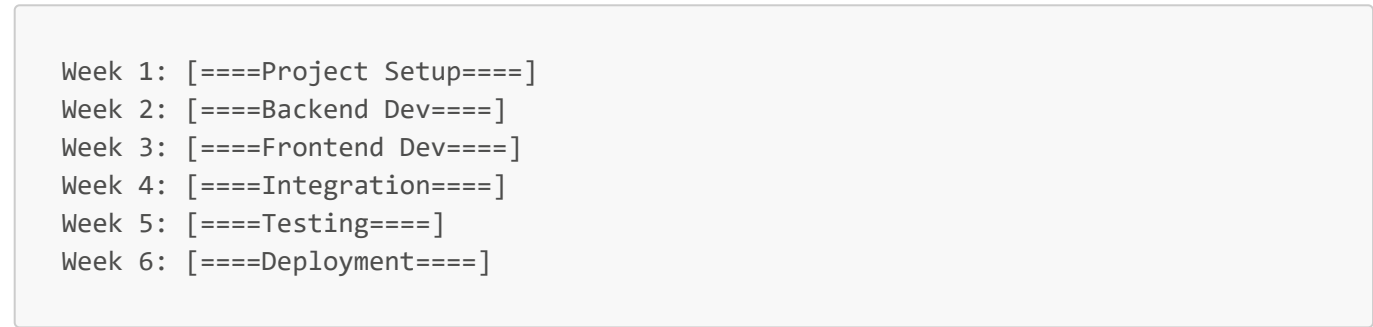 Week 1: [====Project Setup====]
Week 2: [====Backend Dev====]
Week 3: [====Frontend Dev====]
Week 4: [====Integration====]
Week 5: [====Testing====]
Week 6: [====Deployment====]